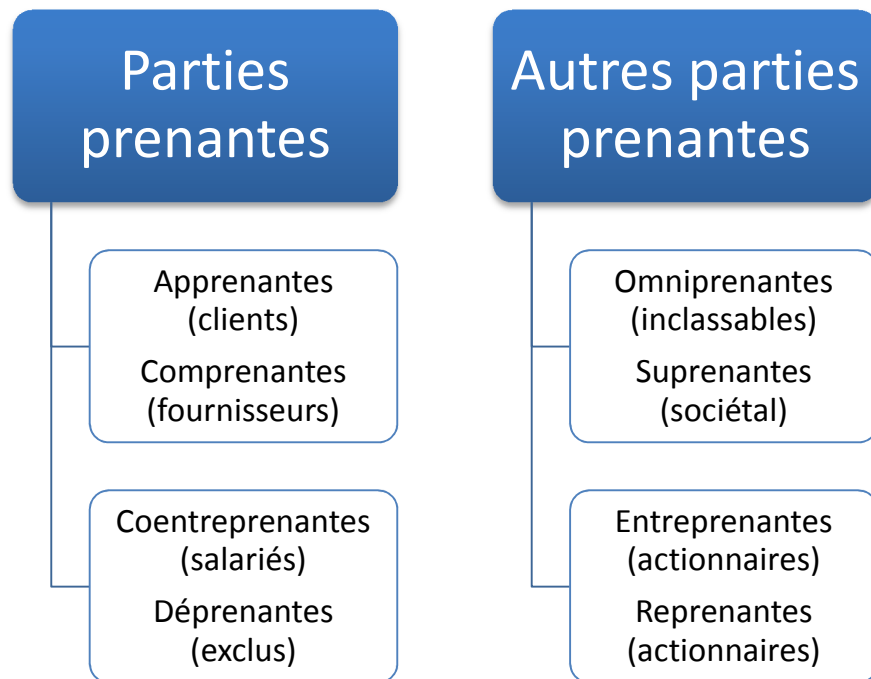 Parties
prenantes
Apprenantes
(clients)
Comprenantes
(fournisseurs)
Coentreprenantes
(salariés)
Déprenantes
(exclus)
Autres parties
prenantes
Omniprenantes
(inclassables)
Suprenantes
(sociétal)
Entreprenantes
(actionnaires)
Reprenantes
(actionnaires)